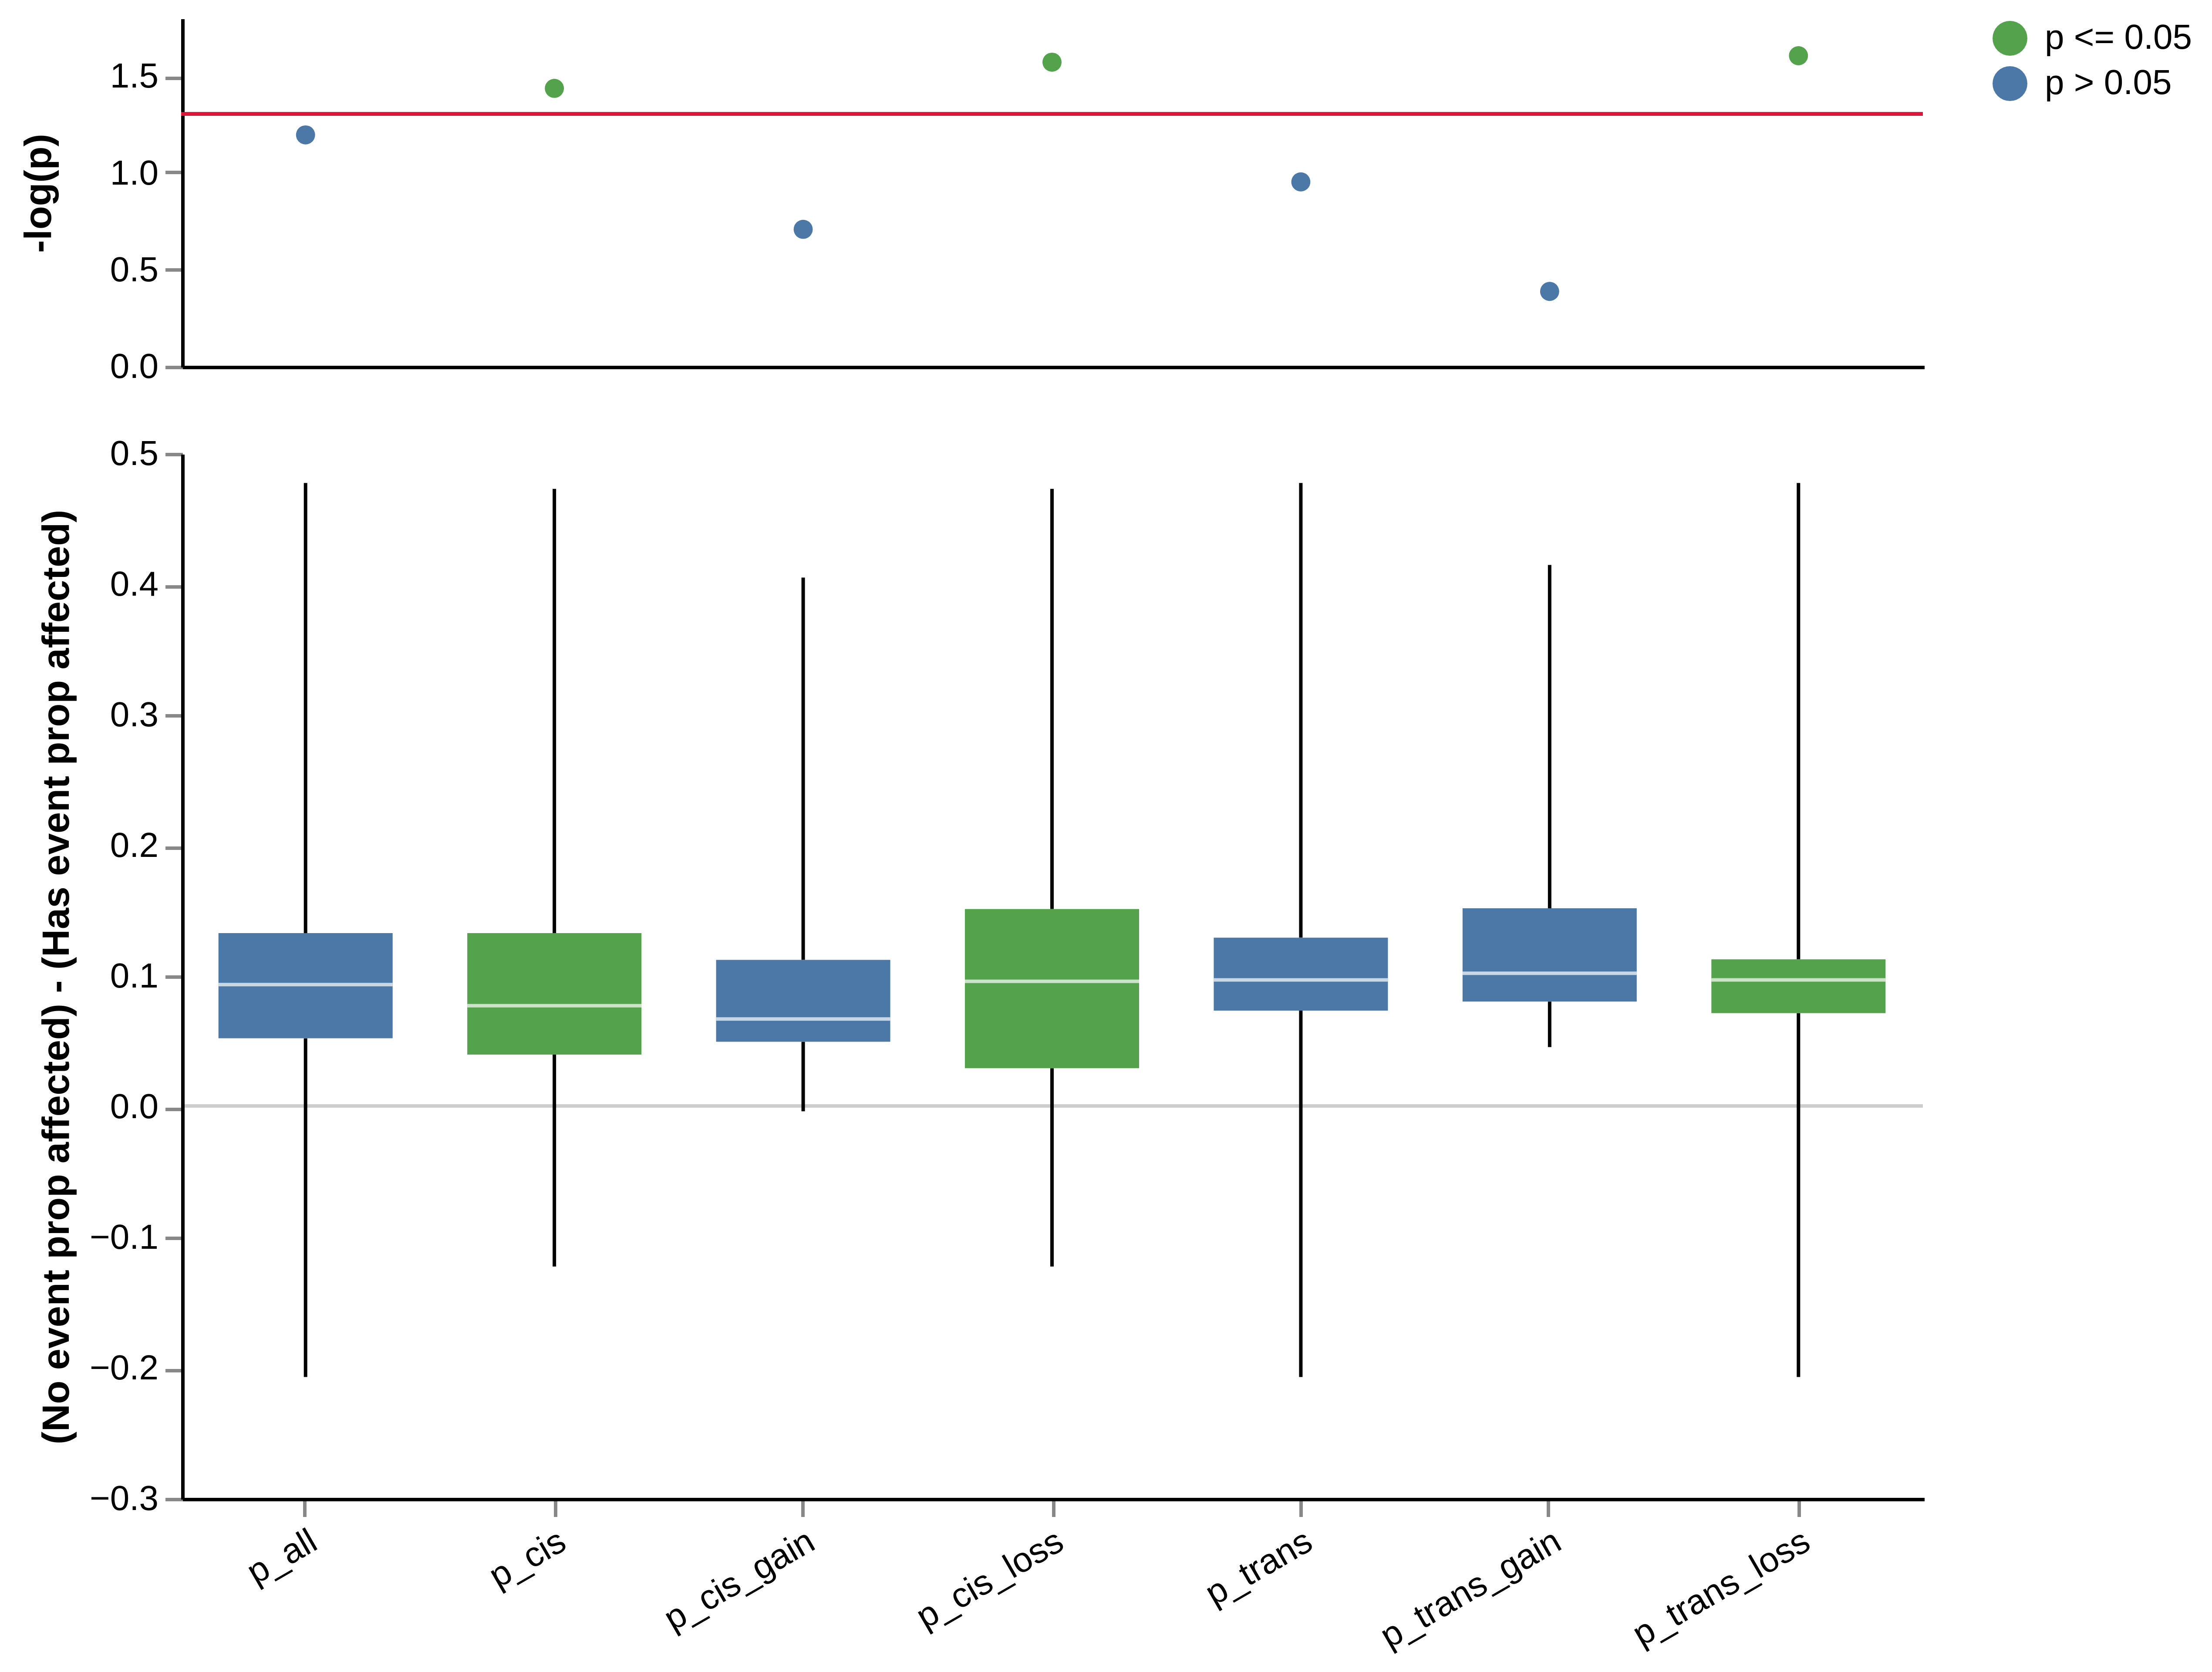 p <= 0.05
p > 0.05
-log(p)
1.5
1.0
0.5
0.0
(No event prop affected) - (Has event prop affected)
0.5
0.4
0.3
0.2
0.1
0.0
−0.1
−0.2
−0.3
p_all
p_cis
p_cis_gain
p_cis_loss
p_trans
p_trans_gain
p_trans_loss